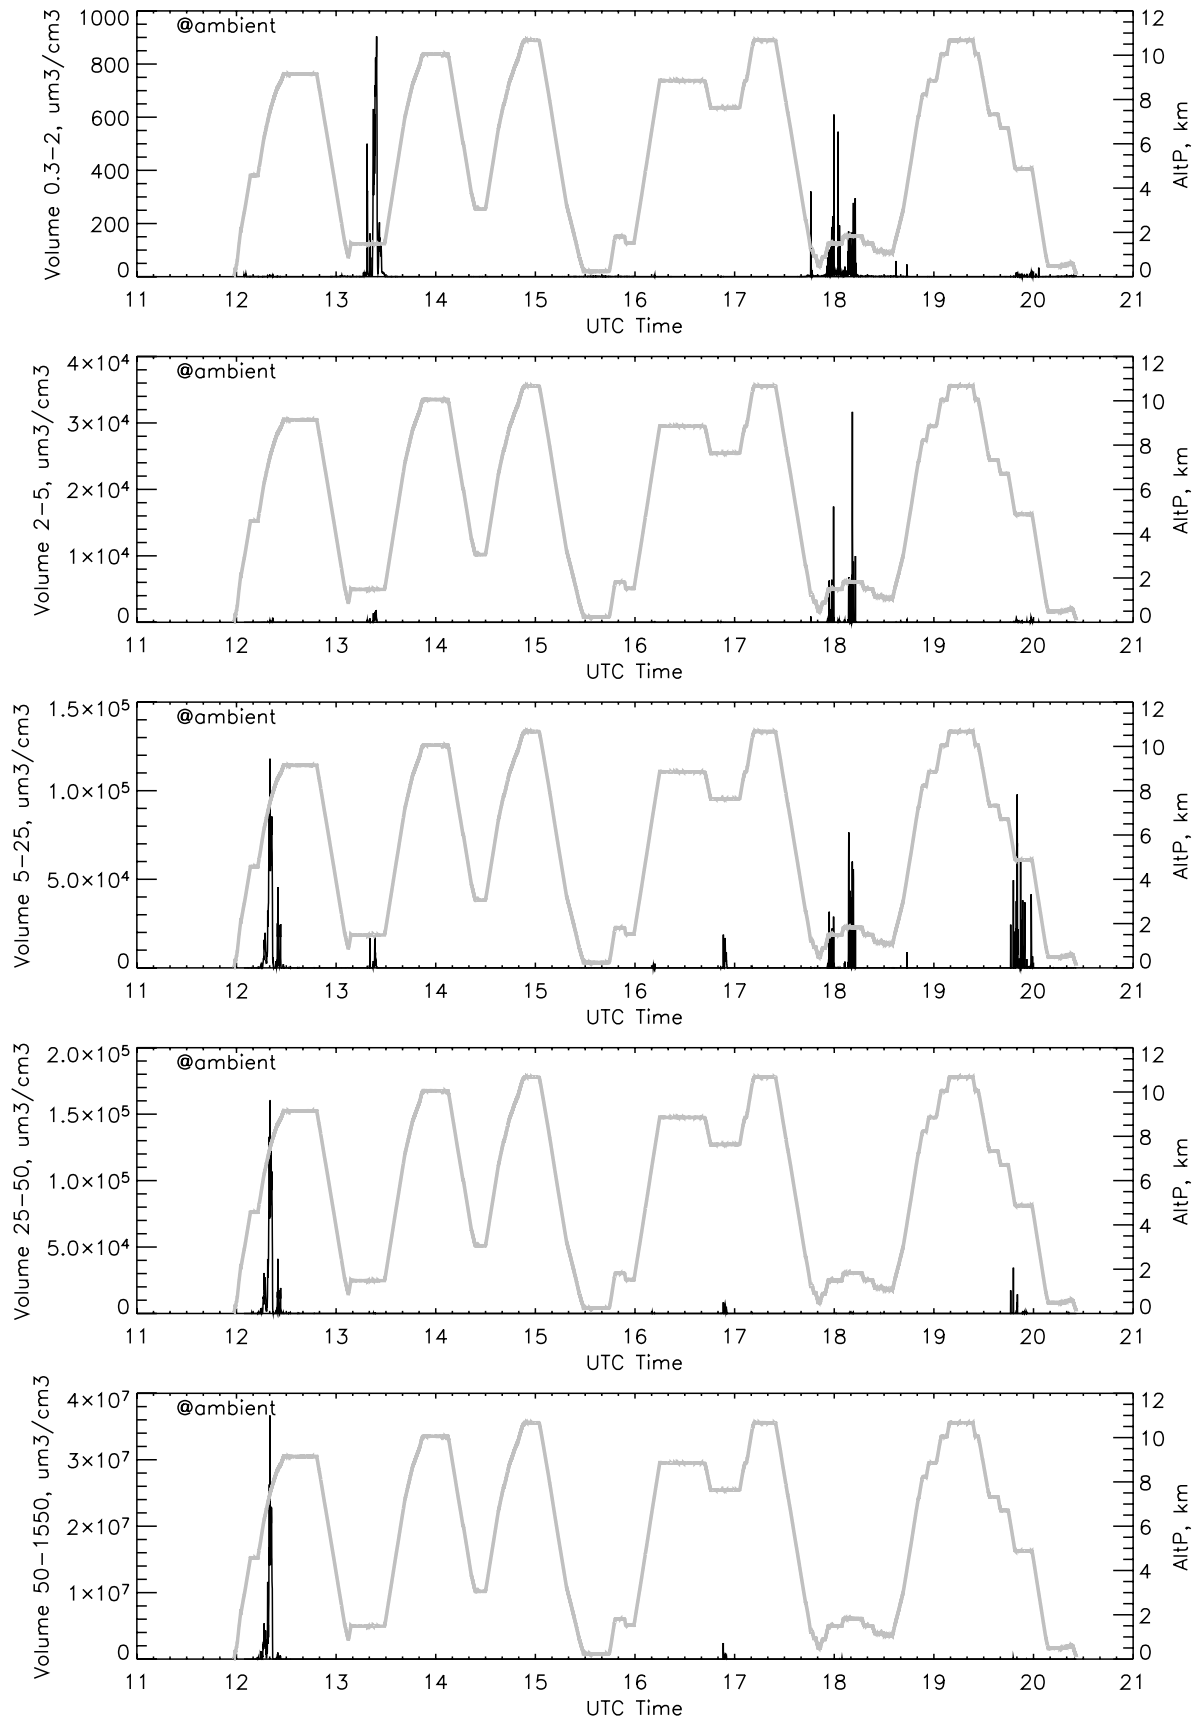 @ambient
Volume 0.3-2, um3/cm3
1000
800
600
400
200
0
12
10
8
6
4
2
0
AltP, km
11 12 13 14 15 16 17 18 19 20 21
UTC Time
@ambient
Volume 2-5, um3/cm3
4×10⁴
3×10⁴
2×10⁴
1×10⁴
0
12
10
8
6
4
2
0
AltP, km
11 12 13 14 15 16 17 18 19 20 21
UTC Time
@ambient
Volume 5-25, um3/cm3
1.5×10⁵
1.0×10⁵
5.0×10⁴
0
12
10
8
6
4
2
0
AltP, km
11 12 13 14 15 16 17 18 19 20 21
UTC Time
@ambient
Volume 25-50, um3/cm3
2.0×10⁵
1.5×10⁵
1.0×10⁵
5.0×10⁴
0
12
10
8
6
4
2
0
AltP, km
11 12 13 14 15 16 17 18 19 20 21
UTC Time
@ambient
Volume 50-1550, um3/cm3
4×10⁷
3×10⁷
2×10⁷
1×10⁷
0
12
10
8
6
4
2
0
AltP, km
11 12 13 14 15 16 17 18 19 20 21
UTC Time